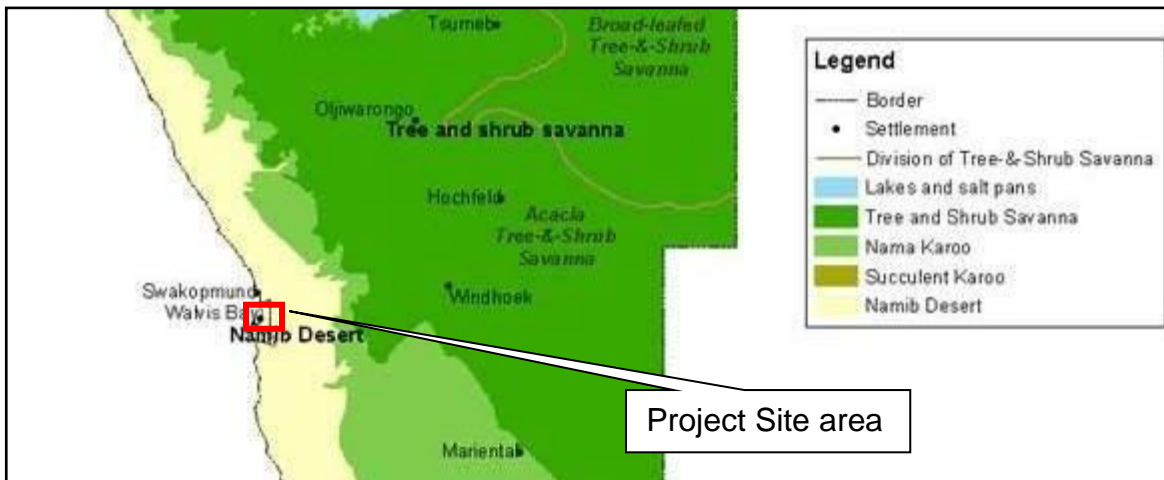 Tsumeb
Broad-leafed
Tree-&-Shrub
Savanna
Otjiwarongo
Tree and shrub savanna
Hochfeld
Acacia
Tree-&-Shrub
Savanna
Swakopmund
Windhoek
Walvis Bay
Namib Desert
Mariental
Project Site area
Legend
Border
Settlement
Division of Tree-&-Shrub Savanna
Lakes and salt pans
Tree and Shrub Savanna
Nama Karoo
Succulent Karoo
Namib Desert